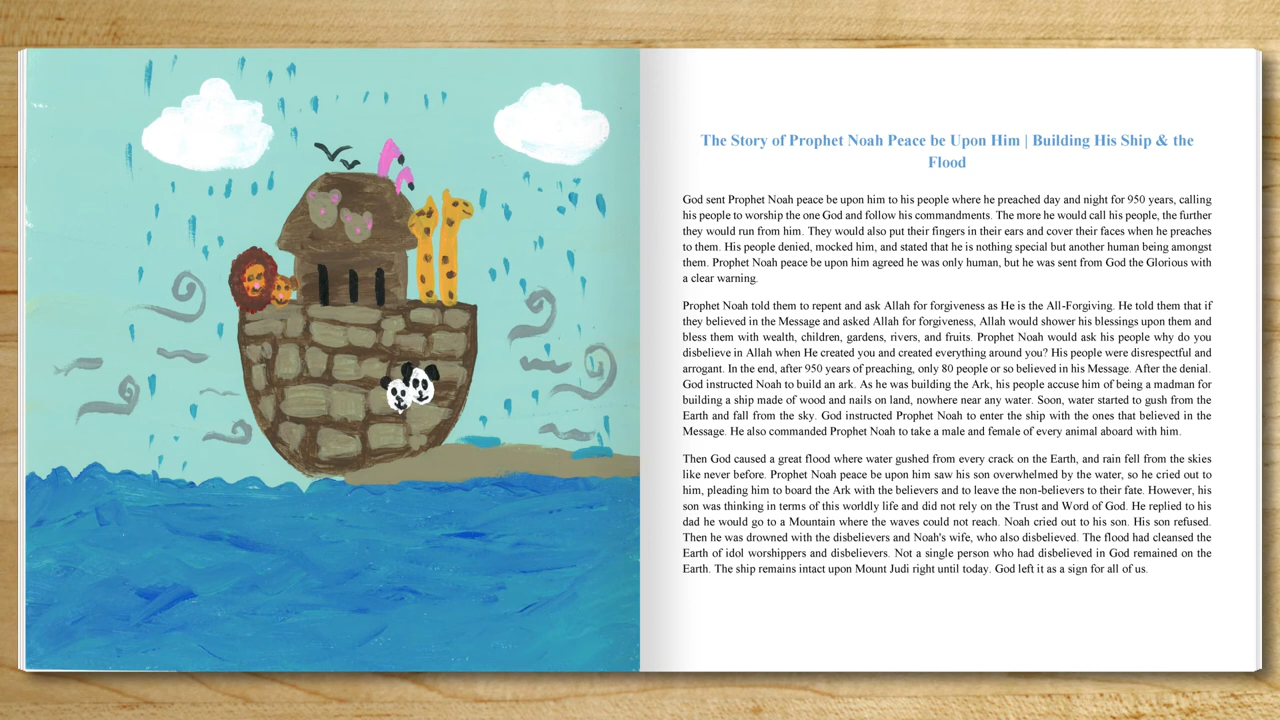 The Story of Prophet Noah Peace be Upon Him | Building His Ship & the
Flood
God sent Prophet Noah peace be upon him to his people where he preached day and night for 950 years, calling
his people to worship the one God and follow his commandments. The more he would call his people, the further
they would run from him. They would also put their fingers in their ears and cover their faces when he preaches
to them. His people denied, mocked him, and stated that he is nothing special but another human being amongst
them. Prophet Noah peace be upon him agreed he was only human, but he was sent from God the Glorious with
a clear warning.
Prophet Noah told them to repent and ask Allah for forgiveness as He is the All-Forgiving. He told them that if
they believed in the Message and asked Allah for forgiveness, Allah would shower his blessings upon them and
bless them with wealth, children, gardens, rivers, and fruits. Prophet Noah would ask his people why do you
disbelieve in Allah when He created you and created everything around you? His people were disrespectful and
arrogant. In the end, after 950 years of preaching, only 80 people or so believed in his Message. After the denial.
God instructed Noah to build an ark. As he was building the Ark, his people accuse him of being a madman for
building a ship made of wood and nails on land, nowhere near any water. Soon, water started to gush from the
Earth and fall from the sky. God instructed Prophet Noah to enter the ship with the ones that believed in the
Message. He also commanded Prophet Noah to take a male and female of every animal aboard with him.
Then God caused a great flood where water gushed from every crack on the Earth, and rain fell from the skies
like never before. Prophet Noah peace be upon him saw his son overwhelmed by the water, so he cried out to
him, pleading him to board the Ark with the believers and to leave the non-believers to their fate. However, his
son was thinking in terms of this worldly life and did not rely on the Trust and Word of God. He replied to his
dad he would go to a Mountain where the waves could not reach. Noah cried out to his son. His son refused.
Then he was drowned with the disbelievers and Noah's wife, who also disbelieved. The flood had cleansed the
Earth of idol worshippers and disbelievers. Not a single person who had disbelieved in God remained on the
Earth. The ship remains intact upon Mount Judi right until today. God left it as a sign for all of us.